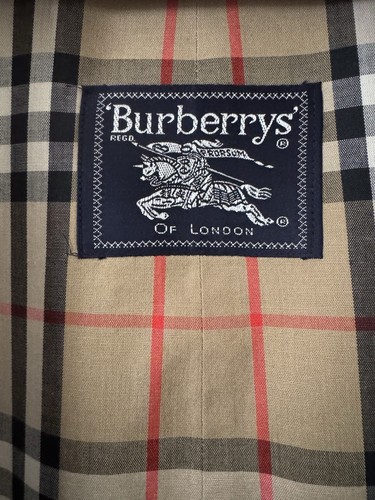 'Burberrys'
REGD. ®
PRORSUM
®
OF LONDON